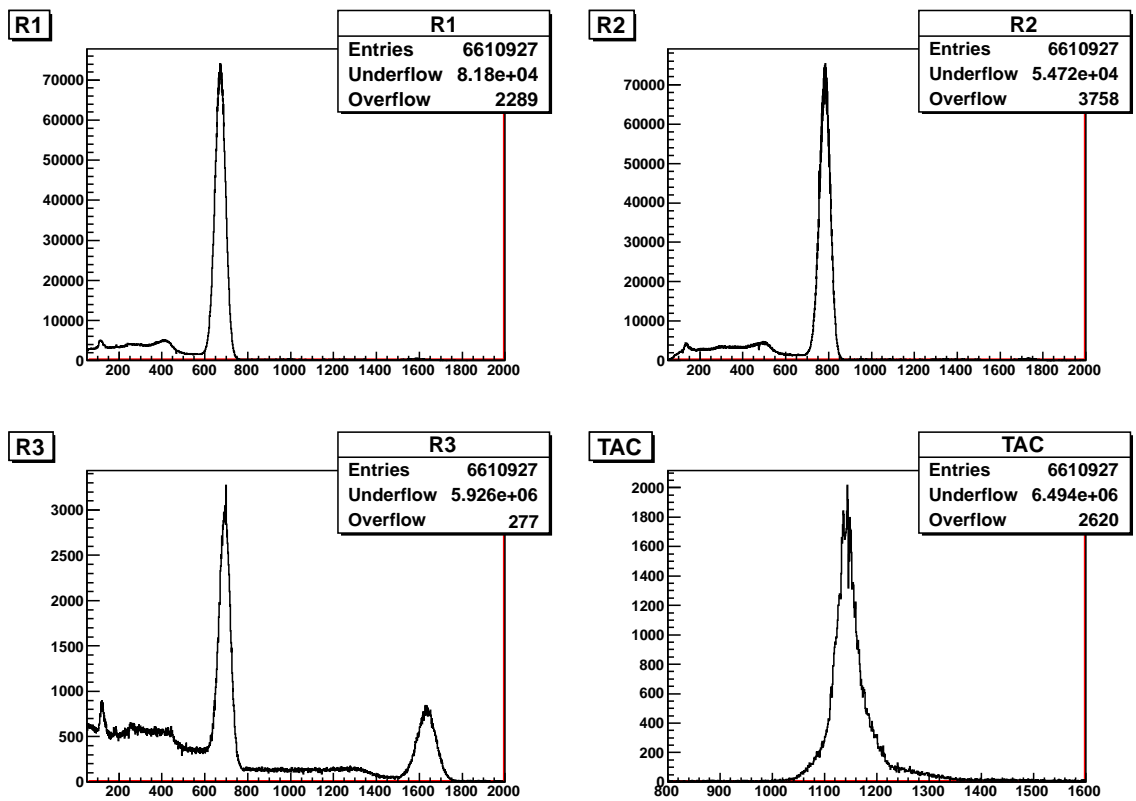 R1
R1
Entries 6610927
Underflow 8.18e+04
Overflow 2289
70000
60000
50000
40000
30000
20000
10000
0
200 400 600 800 1000 1200 1400 1600 1800 2000
R2
R2
Entries 6610927
Underflow 5.472e+04
Overflow 3758
70000
60000
50000
40000
30000
20000
10000
0
200 400 600 800 1000 1200 1400 1600 1800 2000
R3
R3
Entries 6610927
Underflow 5.926e+06
Overflow 277
3000
2500
2000
1500
1000
500
0
200 400 600 800 1000 1200 1400 1600 1800 2000
TAC
TAC
Entries 6610927
Underflow 6.494e+06
Overflow 2620
2000
1800
1600
1400
1200
1000
800
600
400
200
0
800 900 1000 1100 1200 1300 1400 1500 1600